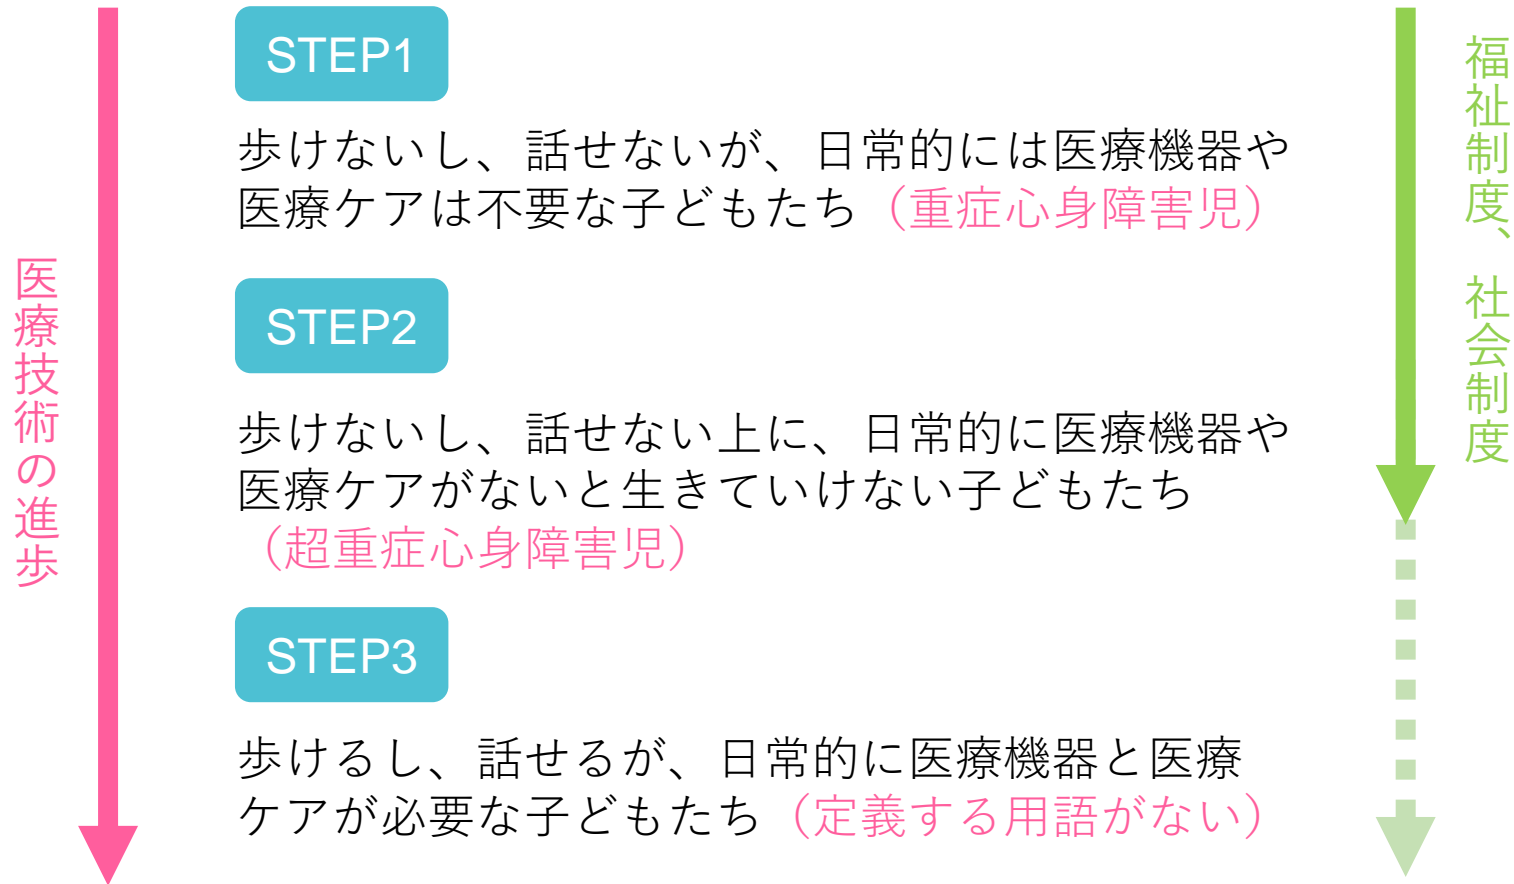 医療技術の進歩
STEP1
歩けないし、話せないが、日常的には医療機器や
医療ケアは不要な子どもたち（重症心身障害児）
STEP2
歩けないし、話せない上に、日常的に医療機器や
医療ケアがないと生きていけない子どもたち
（超重症心身障害児）
STEP3
歩けるし、話せるが、日常的に医療機器と医療
ケアが必要な子どもたち（定義する用語がない）
福祉制度、社会制度